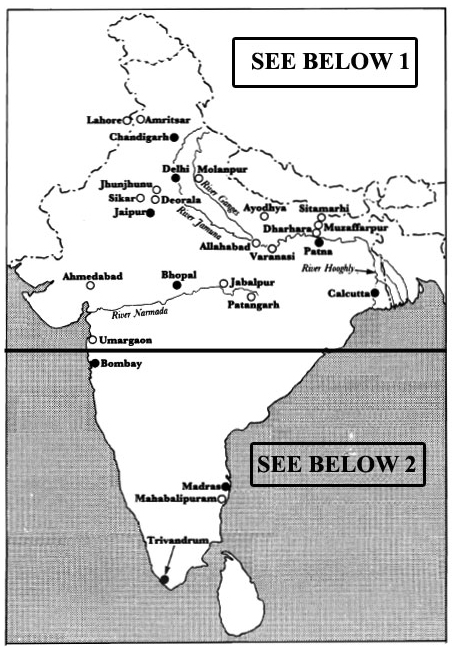 SEE BELOW 1
Lahore
Amritsar
Chandigarh
Delhi
Molanpur
River Ganges
Jhunjhunu
Sikar
Deorala
Jaipur
River Jamuna
Ayodhya
Sitamarhi
Dharhara
Muzaffarpur
Allahabad
Varanasi
Patna
River Hooghly
Ahmedabad
Bhopal
Jabalpur
Patangarh
Calcutta
River Narmada
Umargaon
Bombay
SEE BELOW 2
Madras
Mahabalipuram
Trivandrum